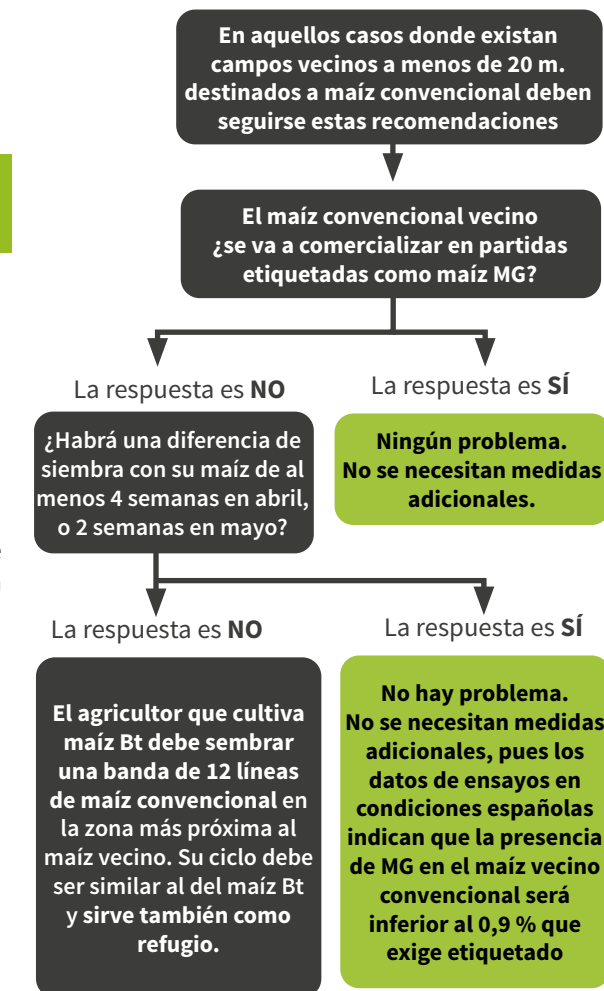 En aquellos casos donde existan
campos vecinos a menos de 20 m.
destinados a maíz convencional deben
seguirse estas recomendaciones
El maíz convencional vecino
¿se va a comercializar en partidas
etiquetadas como maíz MG?
La respuesta es NO
La respuesta es SÍ
¿Habrá una diferencia de
siembra con su maíz de al
menos 4 semanas en abril,
o 2 semanas en mayo?
Ningún problema.
No se necesitan medidas
adicionales.
La respuesta es NO
La respuesta es SÍ
El agricultor que cultiva
maíz Bt debe sembrar
una banda de 12 líneas
de maíz convencional en
la zona más próxima al
maíz vecino. Su ciclo debe
ser similar al del maíz Bt
y sirve también como
refugio.
No hay problema.
No se necesitan medidas
adicionales, pues los
datos de ensayos en
condiciones españolas
indican que la presencia
de MG en el maíz vecino
convencional será
inferior al 0,9 % que
exige etiquetado